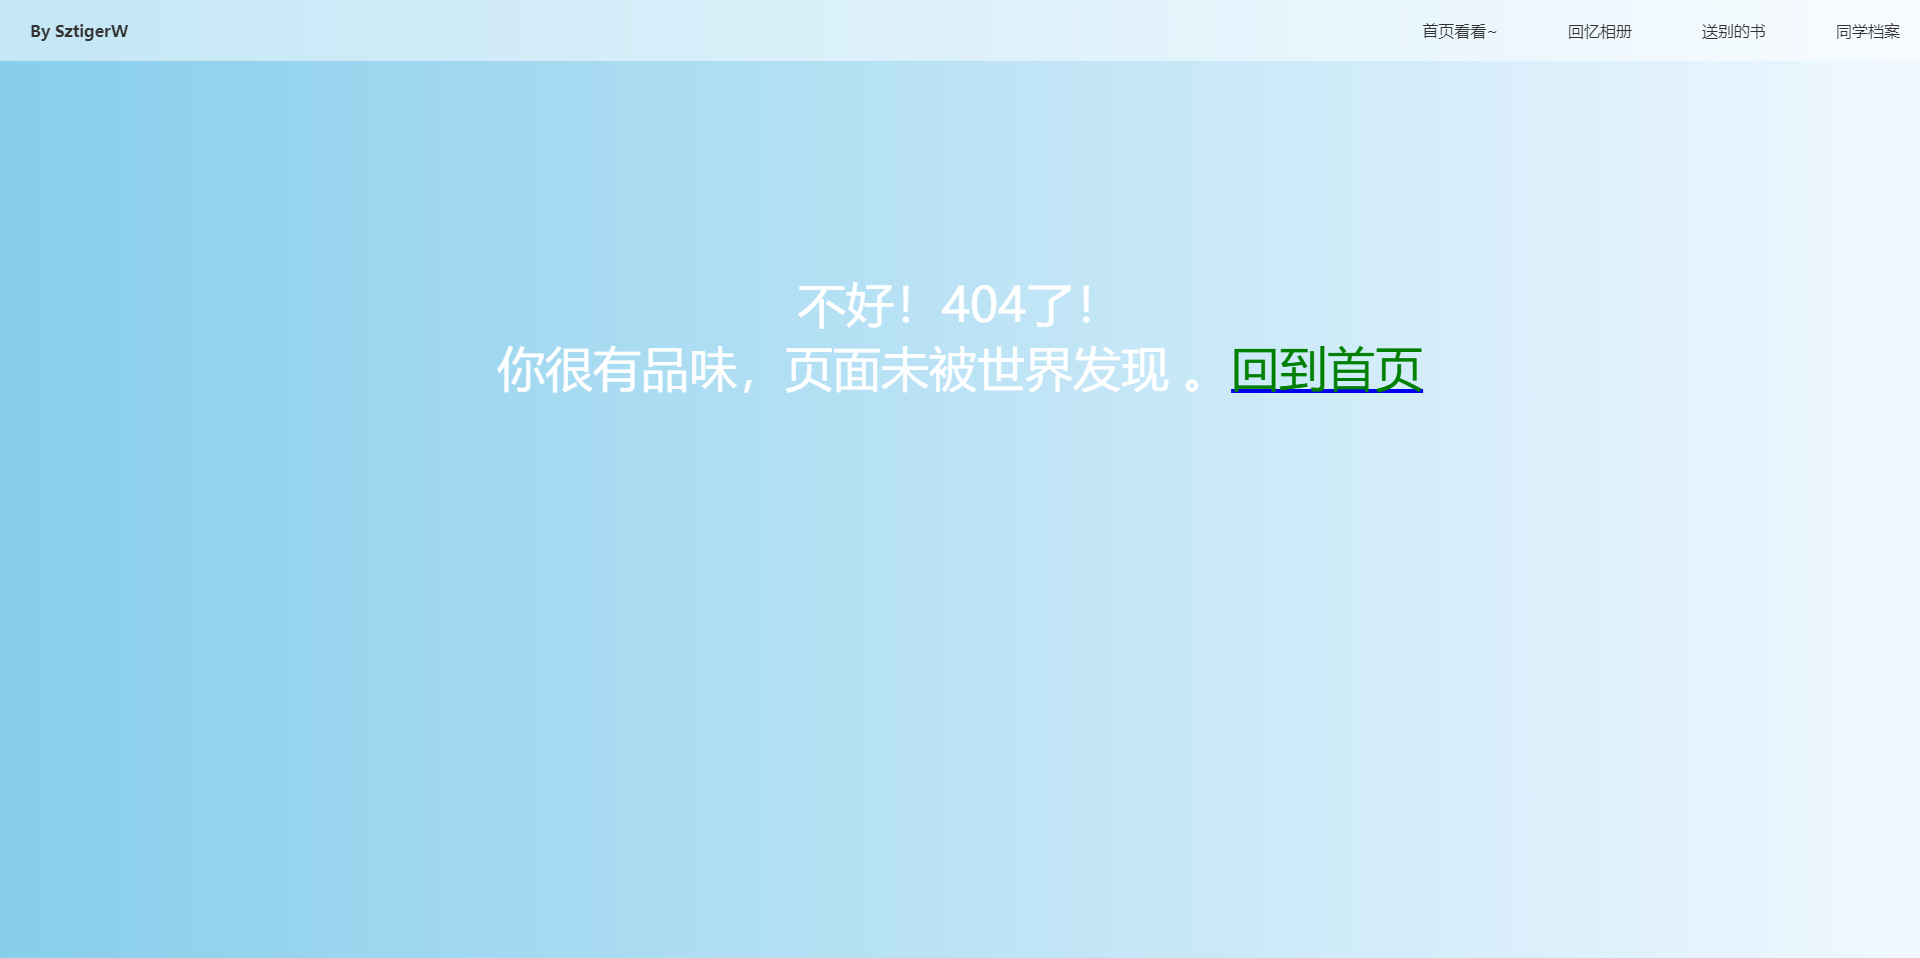 By SztigerW
首页看看~
回忆相册
送别的书
同学档案
不好！404了！
你很有品味，页面未被世界发现 。回到首页